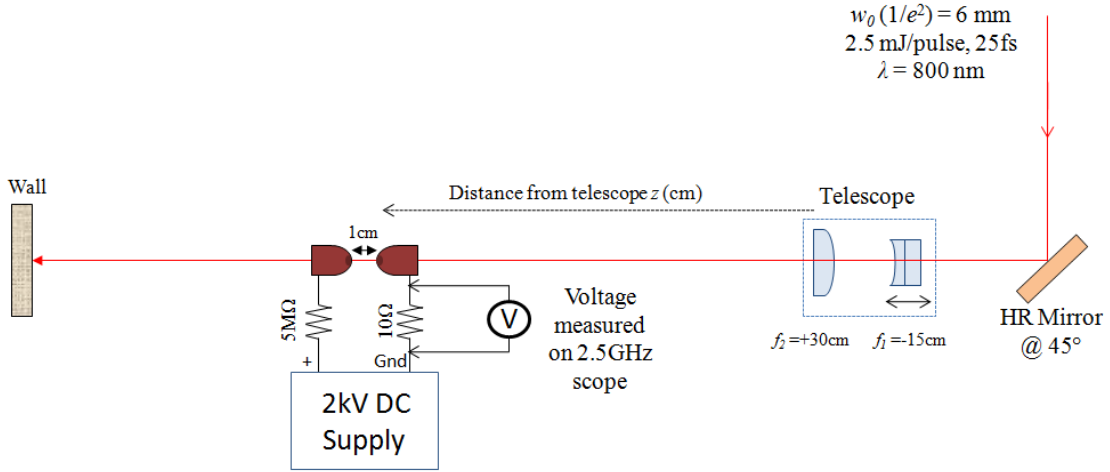 w0 (1/e²) = 6 mm
2.5 mJ/pulse, 25fs
λ = 800 nm
Wall
Distance from telescope z (cm)
Telescope
1cm
5MΩ
10Ω
V
Voltage
measured
on 2.5GHz
scope
f2 =+30cm
f1=-15cm
HR Mirror
@ 45°
+
Gnd
2kV DC
Supply